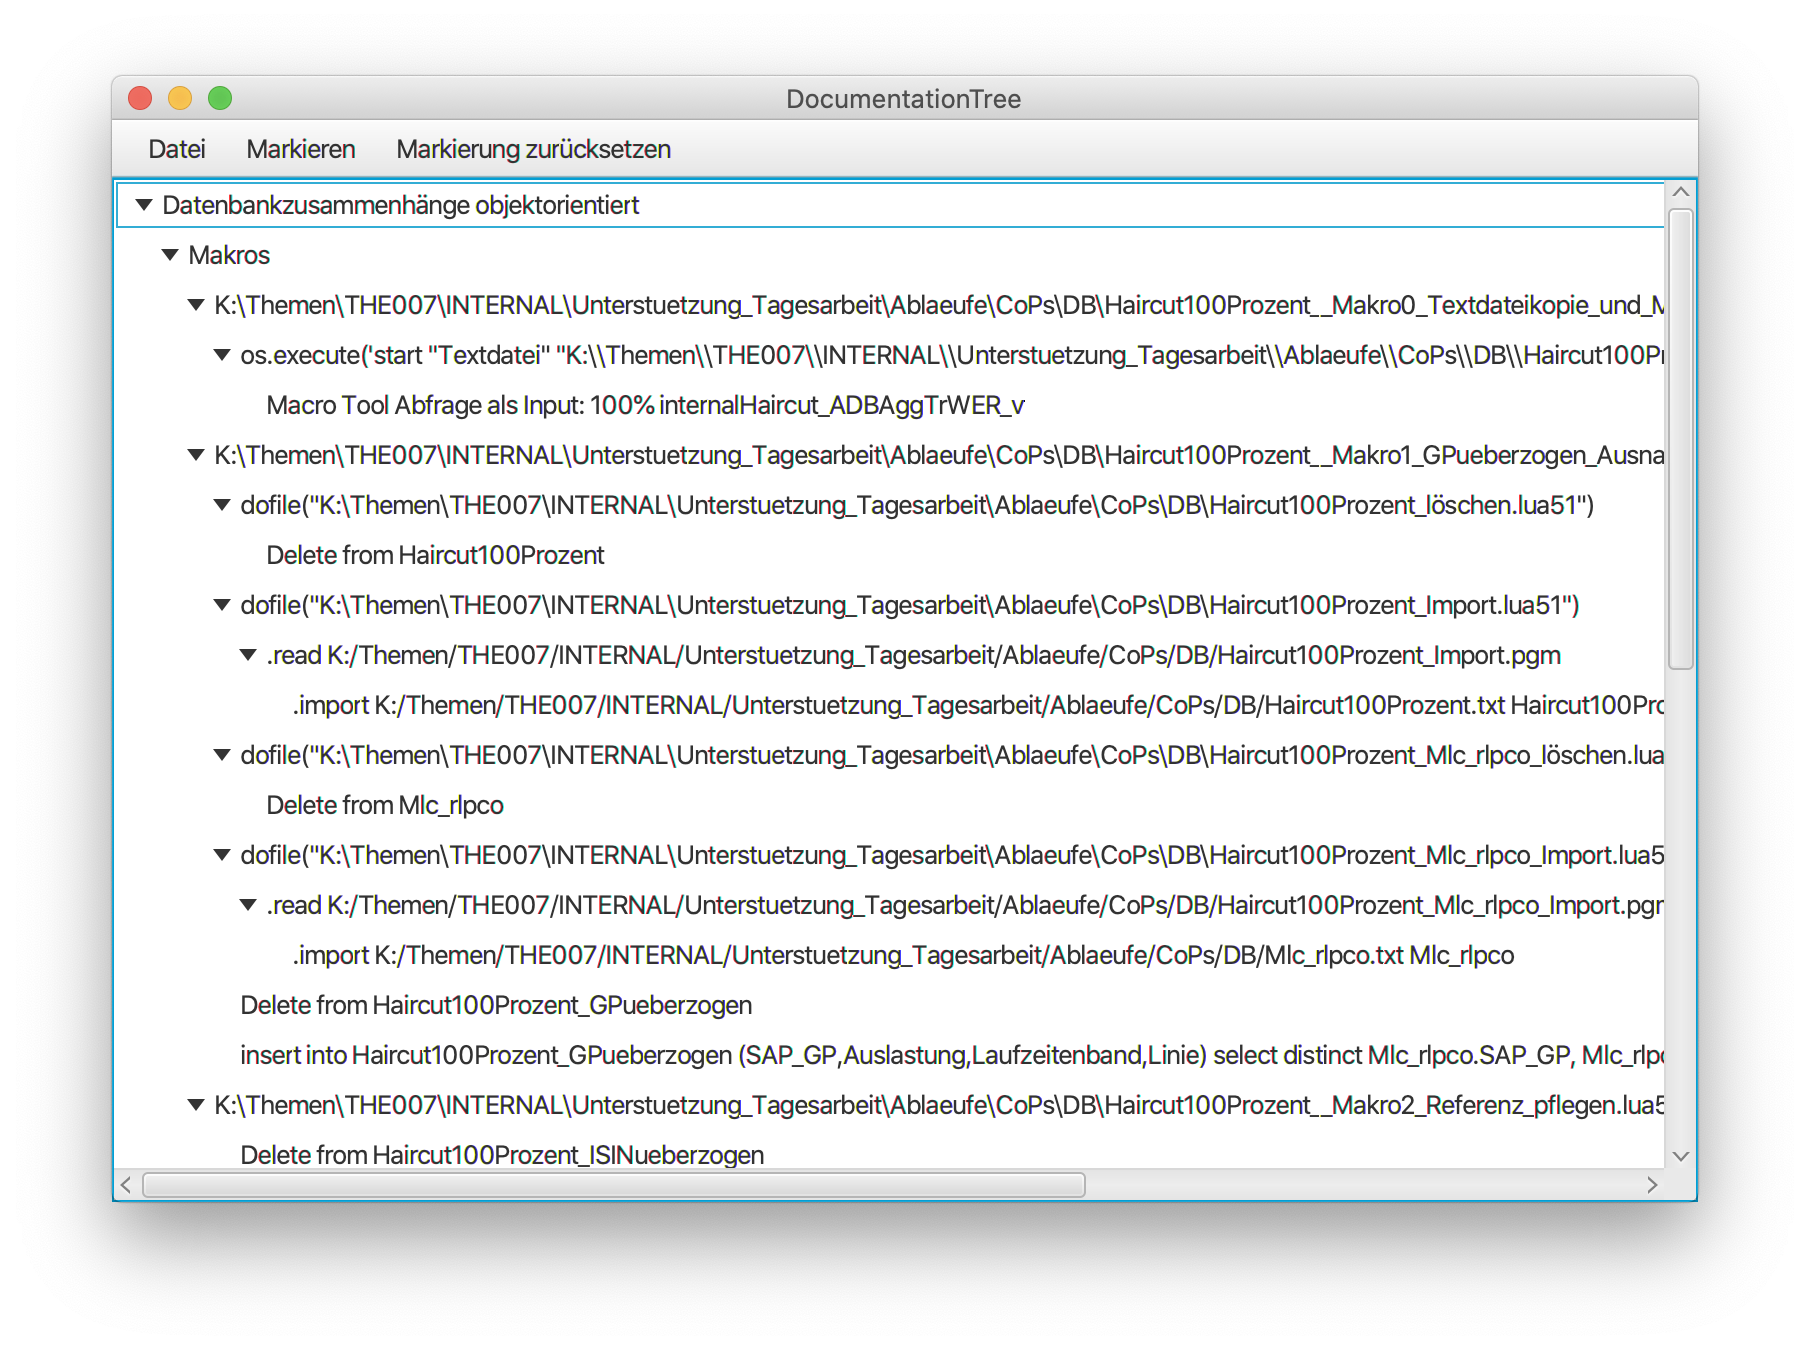 DocumentationTree
Datei Markieren Markierung zurücksetzen
Datenbankzusammenhänge objektorientiert
Makros
K:\Themen\THE007\INTERNAL\Unterstuetzung_Tagesarbeit\Ablaeufe\CoPs\DB\Haircut100Prozent__Makro0_Textdateikopie_und_M
os.execute('start "Textdatei" "K:\\Themen\\THE007\\INTERNAL\\Unterstuetzung_Tagesarbeit\\Ablaeufe\\CoPs\\DB\\Haircut100Pr
Macro Tool Abfrage als Input: 100% internalHaircut_ADBAggTrWER_v
K:\Themen\THE007\INTERNAL\Unterstuetzung_Tagesarbeit\Ablaeufe\CoPs\DB\Haircut100Prozent__Makro1_GPueberzogen_Ausna
dofile("K:\Themen\THE007\INTERNAL\Unterstuetzung_Tagesarbeit\Ablaeufe\CoPs\DB\Haircut100Prozent_löschen.lua51")
Delete from Haircut100Prozent
dofile("K:\Themen\THE007\INTERNAL\Unterstuetzung_Tagesarbeit\Ablaeufe\CoPs\DB\Haircut100Prozent_Import.lua51")
.read K:/Themen/THE007/INTERNAL/Unterstuetzung_Tagesarbeit/Ablaeufe/CoPs/DB/Haircut100Prozent_Import.pgm
.import K:/Themen/THE007/INTERNAL/Unterstuetzung_Tagesarbeit/Ablaeufe/CoPs/DB/Haircut100Prozent.txt Haircut100Pro
dofile("K:\Themen\THE007\INTERNAL\Unterstuetzung_Tagesarbeit\Ablaeufe\CoPs\DB\Haircut100Prozent_Mlc_rlpco_löschen.lua
Delete from Mlc_rlpco
dofile("K:\Themen\THE007\INTERNAL\Unterstuetzung_Tagesarbeit\Ablaeufe\CoPs\DB\Haircut100Prozent_Mlc_rlpco_Import.lua5
.read K:/Themen/THE007/INTERNAL/Unterstuetzung_Tagesarbeit/Ablaeufe/CoPs/DB/Haircut100Prozent_Mlc_rlpco_Import.pgm
.import K:/Themen/THE007/INTERNAL/Unterstuetzung_Tagesarbeit/Ablaeufe/CoPs/DB/Mlc_rlpco.txt Mlc_rlpco
Delete from Haircut100Prozent_GPueberzogen
insert into Haircut100Prozent_GPueberzogen (SAP_GP,Auslastung,Laufzeitenband,Linie) select distinct Mlc_rlpco.SAP_GP, Mlc_rlpc
K:\Themen\THE007\INTERNAL\Unterstuetzung_Tagesarbeit\Ablaeufe\CoPs\DB\Haircut100Prozent__Makro2_Referenz_pflegen.lua5
Delete from Haircut100Prozent_ISINueberzogen